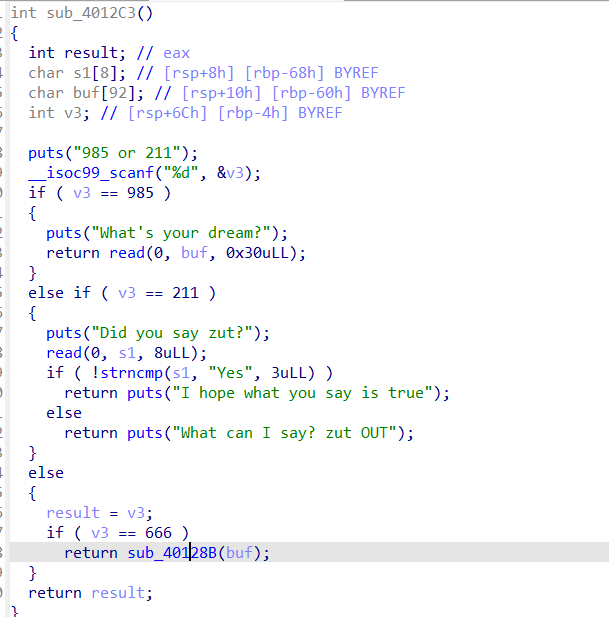 int sub_4012C3()
{
  int result; // eax
  char s1[8]; // [rsp+8h] [rbp-68h] BYREF
  char buf[92]; // [rsp+10h] [rbp-60h] BYREF
  int v3; // [rsp+6Ch] [rbp-4h] BYREF

  puts("985 or 211");
  __isoc99_scanf("%d", &v3);
  if ( v3 == 985 )
  {
    puts("What's your dream?");
    return read(0, buf, 0x30uLL);
  }
  else if ( v3 == 211 )
  {
    puts("Did you say zut?");
    read(0, s1, 8uLL);
    if ( !strncmp(s1, "Yes", 3uLL) )
      return puts("I hope what you say is true");
    else
      return puts("What can I say? zut OUT");
  }
  else
  {
    result = v3;
    if ( v3 == 666 )
      return sub_40128B(buf);
  }
  return result;
}